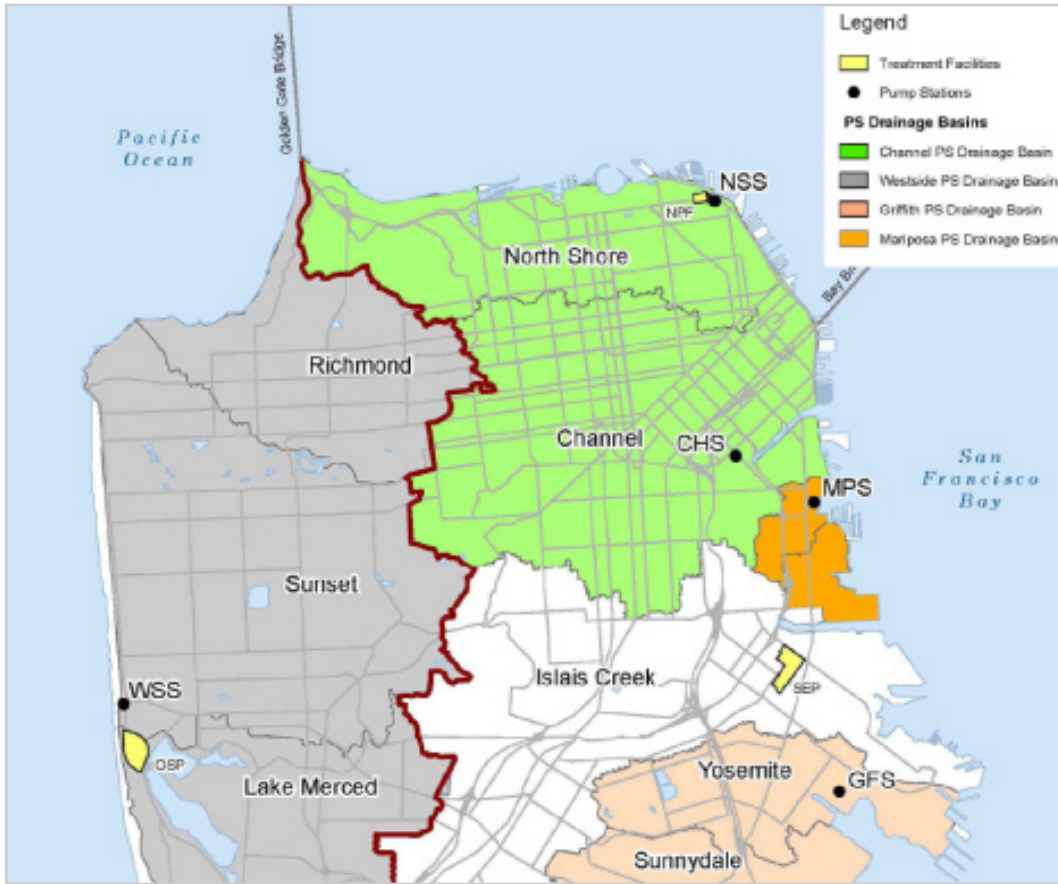 Legend
Treatment Facilities
Pump Stations
PS Drainage Basins
Channel PS Drainage Basin
Westside PS Drainage Basin
Griffith PS Drainage Basin
Mariposa PS Drainage Basin
Golden Gate Bridge
Pacific
Ocean
NSS
NPF
North Shore
Bay Bri
Richmond
Channel
CHS
San
Francisco
Bay
MPS
Sunset
Islais Creek
SEP
WSS
OSP
Lake Merced
Yosemite
GFS
Sunnydale